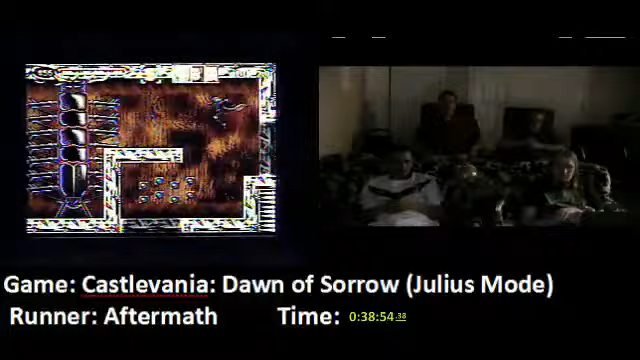 Game: Castlevania: Dawn of Sorrow (Julius Mode)
Runner: Aftermath Time: 0:38:54.38